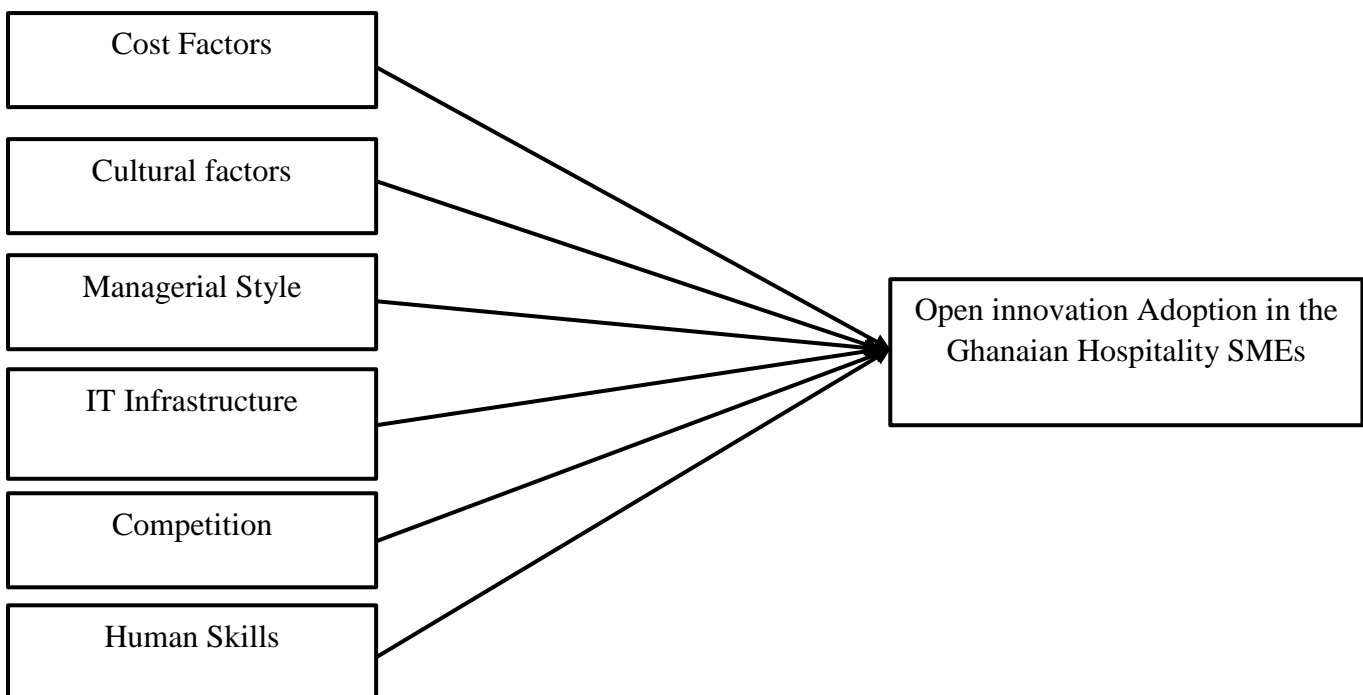 Cost Factors
Cultural factors
Managerial Style
IT Infrastructure
Competition
Human Skills
Open innovation Adoption in the
Ghanaian Hospitality SMEs